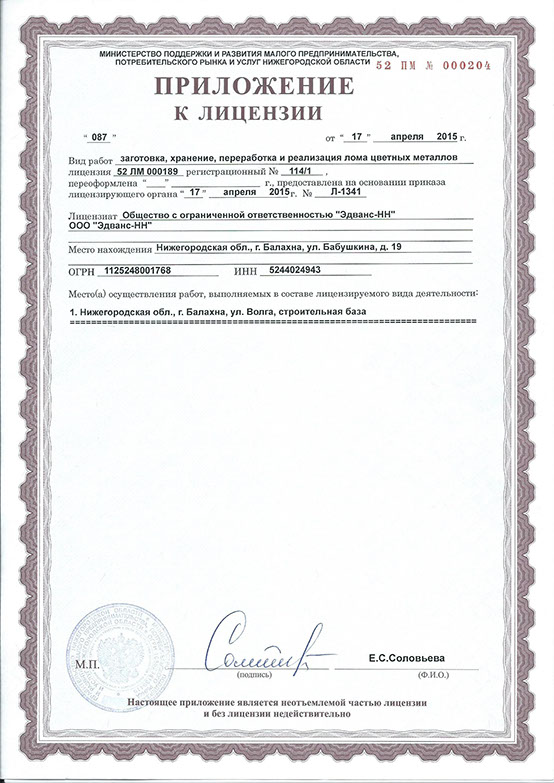 МИНИСТЕРСТВО ПОДДЕРЖКИ И РАЗВИТИЯ МАЛОГО ПРЕДПРИНИМАТЕЛЬСТВА,
ПОТРЕБИТЕЛЬСКОГО РЫНКА И УСЛУГ НИЖЕГОРОДСКОЙ ОБЛАСТИ 52 ПМ № 000204
ПРИЛОЖЕНИЕ
К ЛИЦЕНЗИИ
“ 087 ” от “ 17 ” апреля 2015 г.
Вид работ заготовка, хранение, переработка и реализация лома цветных металлов
лицензия 52 ЛМ 000189 регистрационный № 114/1 ,
переоформлена “___” ______________ г., предоставлена на основании приказа
лицензирующего органа “ 17 ” апреля 2015г. № Л-1341
Лицензиат Общество с ограниченной ответственностью "Эдванс-НН"
ООО "Эдванс-НН"
Место нахождения Нижегородская обл., г. Балахна, ул. Бабушкина, д. 19
ОГРН 1125248001768 ИНН 5244024943
Место(а) осуществления работ, выполняемых в составе лицензируемого вида деятельности:
1. Нижегородская обл., г. Балахна, ул. Волга, строительная база
М.П. Е.С.Соловьева
(подпись) (Ф.И.О.)
Настоящее приложение является неотъемлемой частью лицензии
и без лицензии недействительно